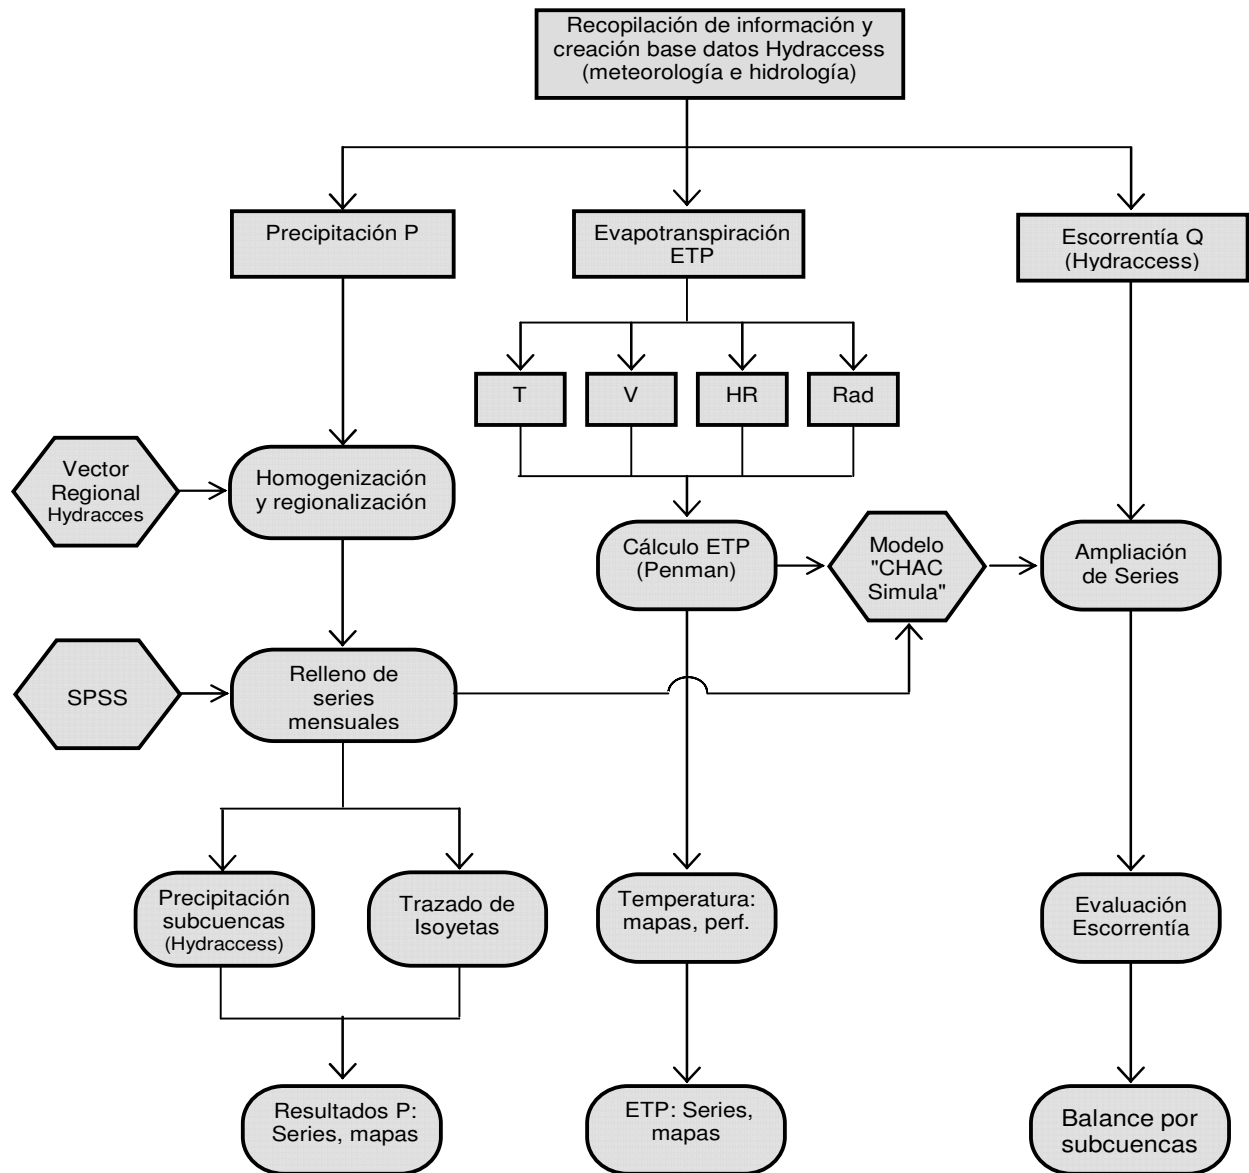 Recopilación de información y
creación base datos Hydraccess
(meteorología e hidrología)
Precipitación P
Evapotranspiración
ETP
Escorrentía Q
(Hydraccess)
T
V
HR
Rad
Vector
Regional
Hydracces
Homogenización
y regionalización
Cálculo ETP
(Penman)
Modelo
"CHAC
Simula"
Ampliación
de Series
SPSS
Relleno de
series
mensuales
Precipitación
subcuencas
(Hydraccess)
Trazado de
Isoyetas
Temperatura:
mapas, perf.
Evaluación
Escorrentía
Resultados P:
Series, mapas
ETP: Series,
mapas
Balance por
subcuencas